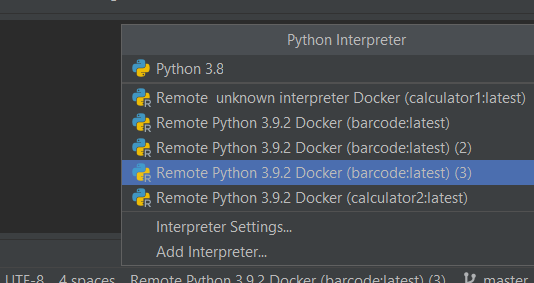 Python Interpreter
Python 3.8
Remote unknown interpreter Docker (calculator1:latest)
Remote Python 3.9.2 Docker (barcode:latest)
Remote Python 3.9.2 Docker (barcode:latest) (2)
Remote Python 3.9.2 Docker (barcode:latest) (3)
Remote Python 3.9.2 Docker (calculator2:latest)
Interpreter Settings...
Add Interpreter...
UTF-8 4 spaces Remote Python 3.9.2 Docker (barcode:latest) (3) master